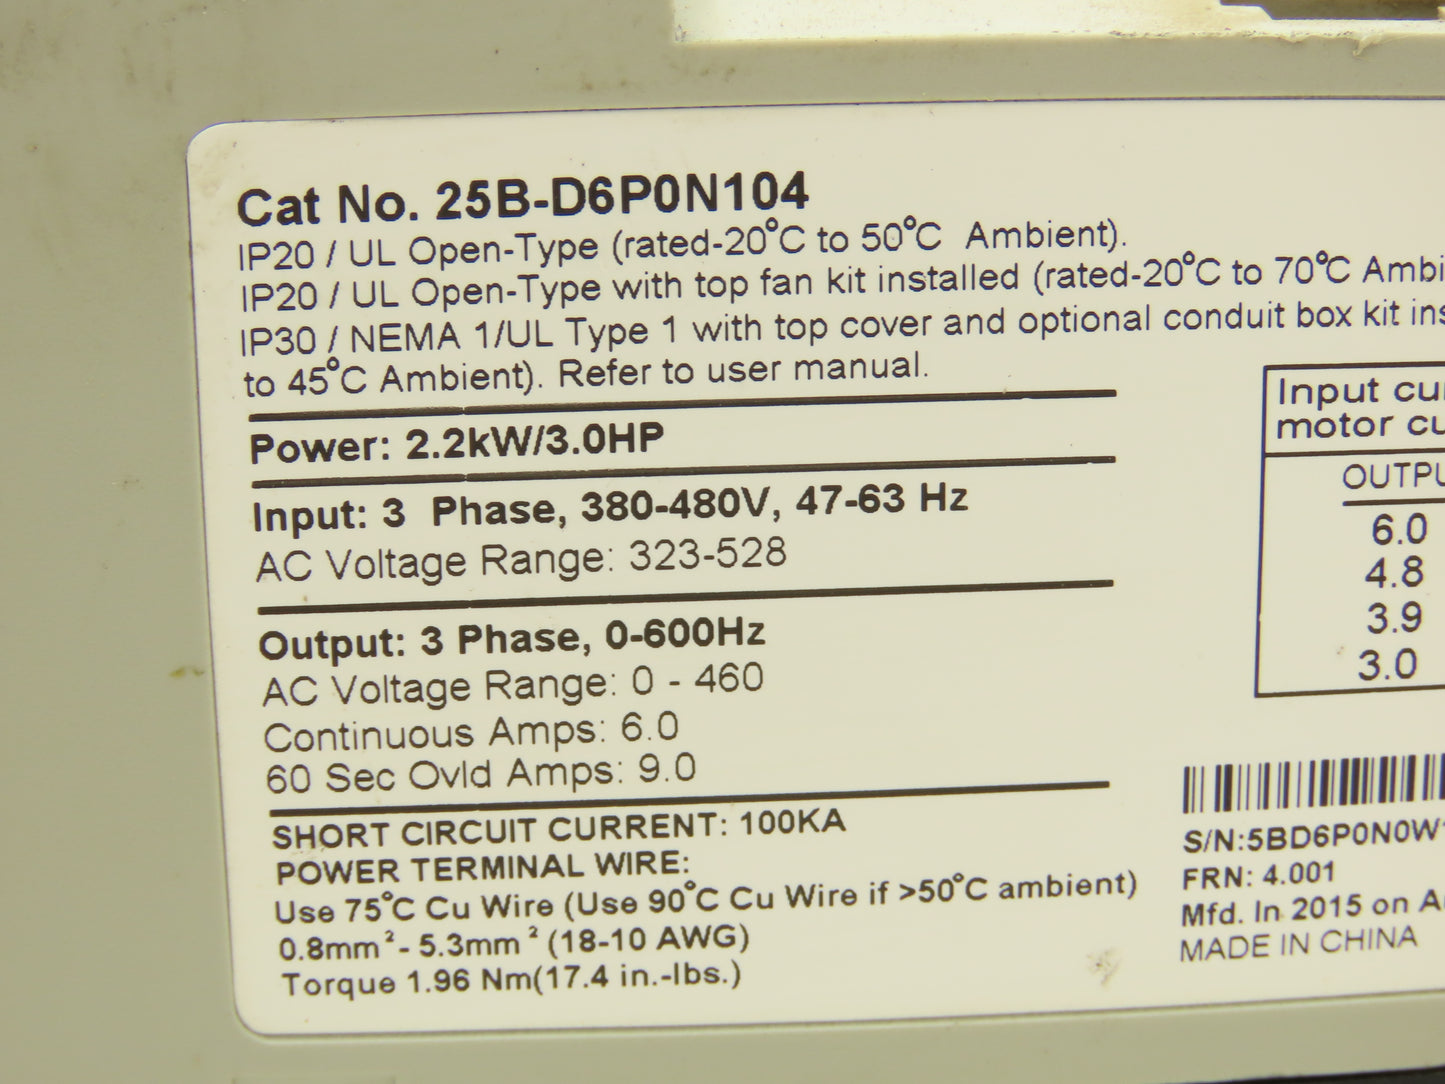 Cat No. 25B-D6P0N104
IP20 / UL Open-Type (rated-20°C to 50°C Ambient).
IP20 / UL Open-Type with top fan kit installed (rated-20°C to 70°C
IP30 / NEMA 1/UL Type 1 with top cover and optional conduit box kit
to 45°C Ambient). Refer to user manual.
Power: 2.2kW/3.0HP
Input: 3 Phase, 380-480V, 47-63 Hz
AC Voltage Range: 323-528
Output: 3 Phase, 0-600Hz
AC Voltage Range: 0 - 460
Continuous Amps: 6.0
60 Sec Ovld Amps: 9.0
SHORT CIRCUIT CURRENT: 100KA
POWER TERMINAL WIRE:
Use 75°C Cu Wire (Use 90°C Cu Wire if >50°C ambient)
0.8mm² - 5.3mm² (18-10 AWG)
Torque 1.96 Nm(17.4 in.-lbs.)
Input
motor
6.0
4.8
3.9
3.0
S/N:5BD6P0N0W
FRN: 4.001
Mfd. In 2015 on
MADE IN CHINA